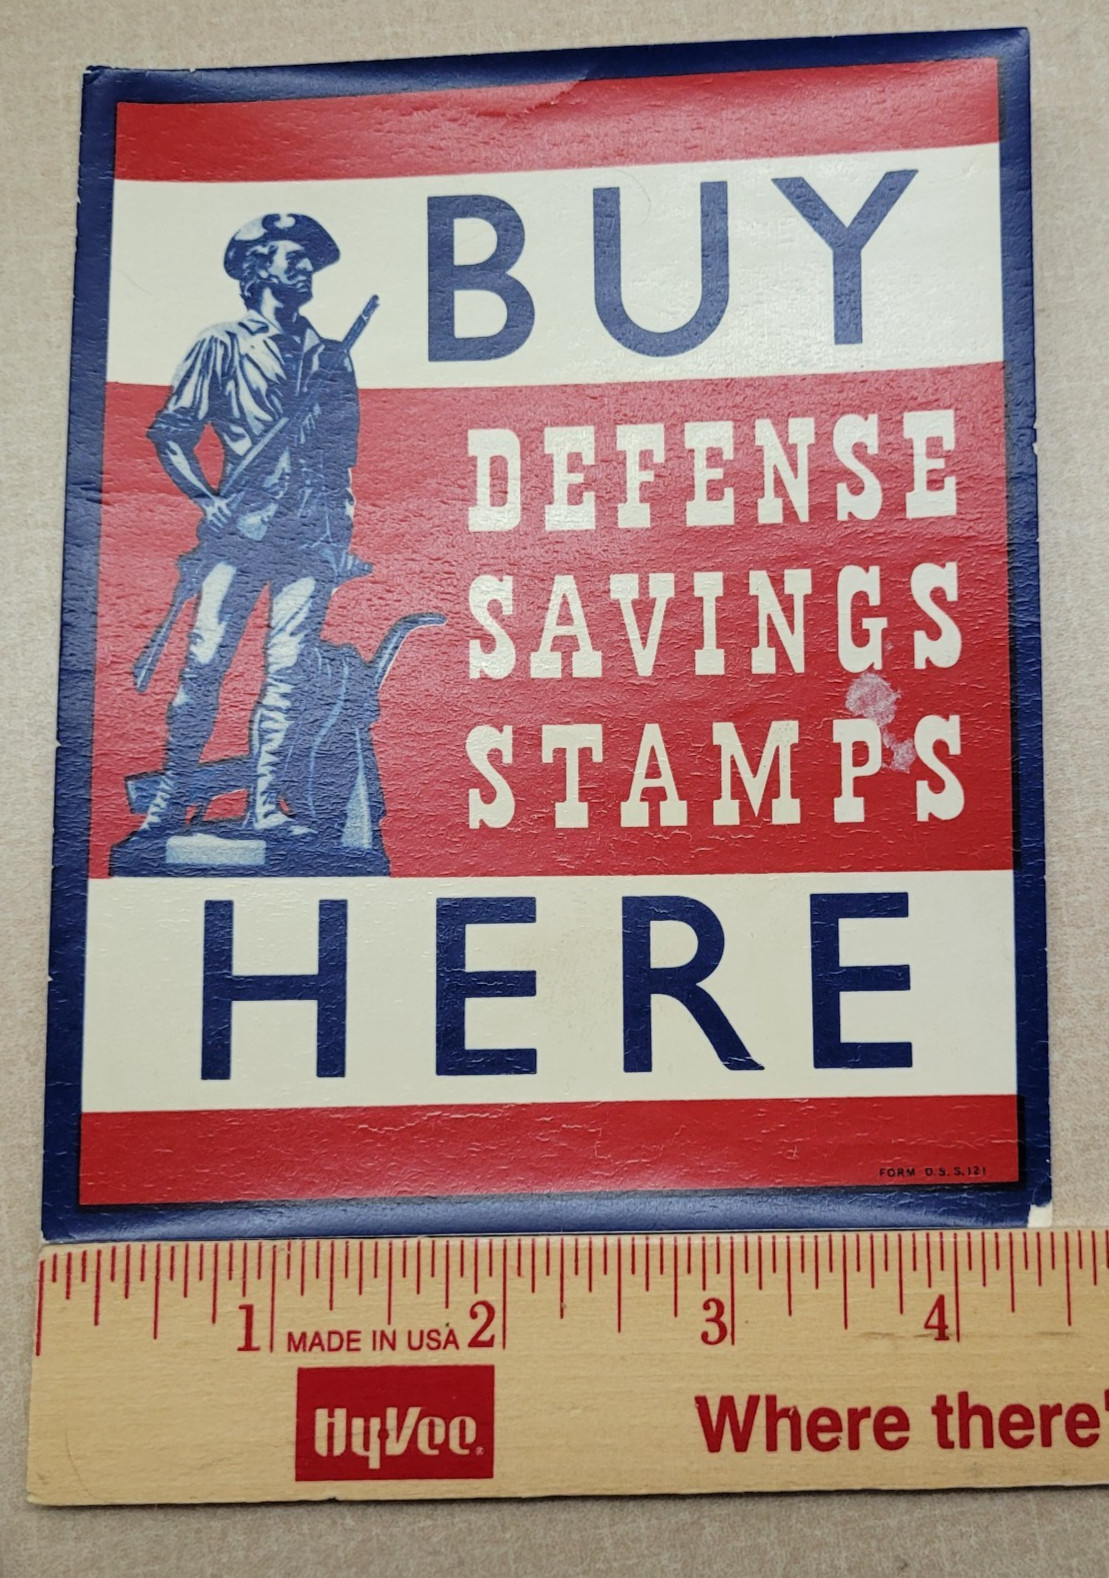 BUY
DEFENSE
SAVINGS
STAMPS
HERE
FORM D.S.S.121
1 MADE IN USA 2 3 4
HyVee
Where there'